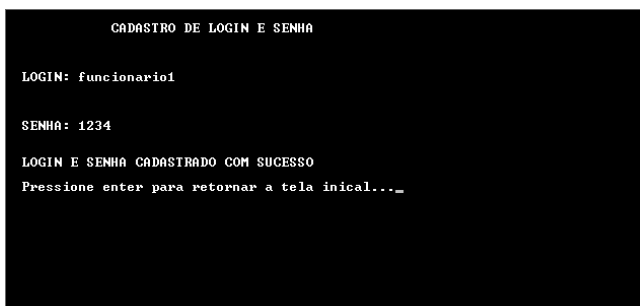 CADASTRO DE LOGIN E SENHA
LOGIN: funcionario1
SENHA: 1234
LOGIN E SENHA CADASTRADO COM SUCESSO
Pressione enter para retornar a tela inical..._